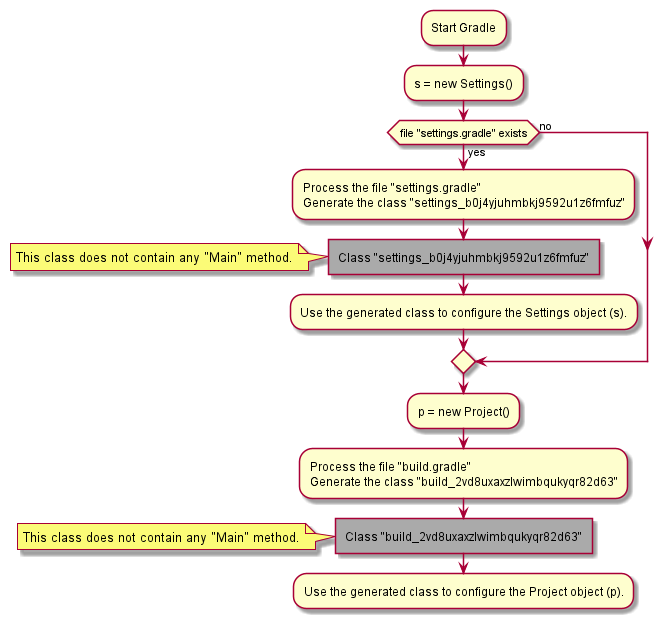 Start Gradle
s = new Settings()
file "settings.gradle" exists
no
yes
Process the file "settings.gradle"
Generate the class "settings_b0j4yjuhmbkj9592u1z6fmfuz"
This class does not contain any "Main" method.
Class "settings_b0j4yjuhmbkj9592u1z6fmfuz"
Use the generated class to configure the Settings object (s).
p = new Project()
Process the file "build.gradle"
Generate the class "build_2vd8uxaxzlwimbqukyqr82d63"
This class does not contain any "Main" method.
Class "build_2vd8uxaxzlwimbqukyqr82d63"
Use the generated class to configure the Project object (p).